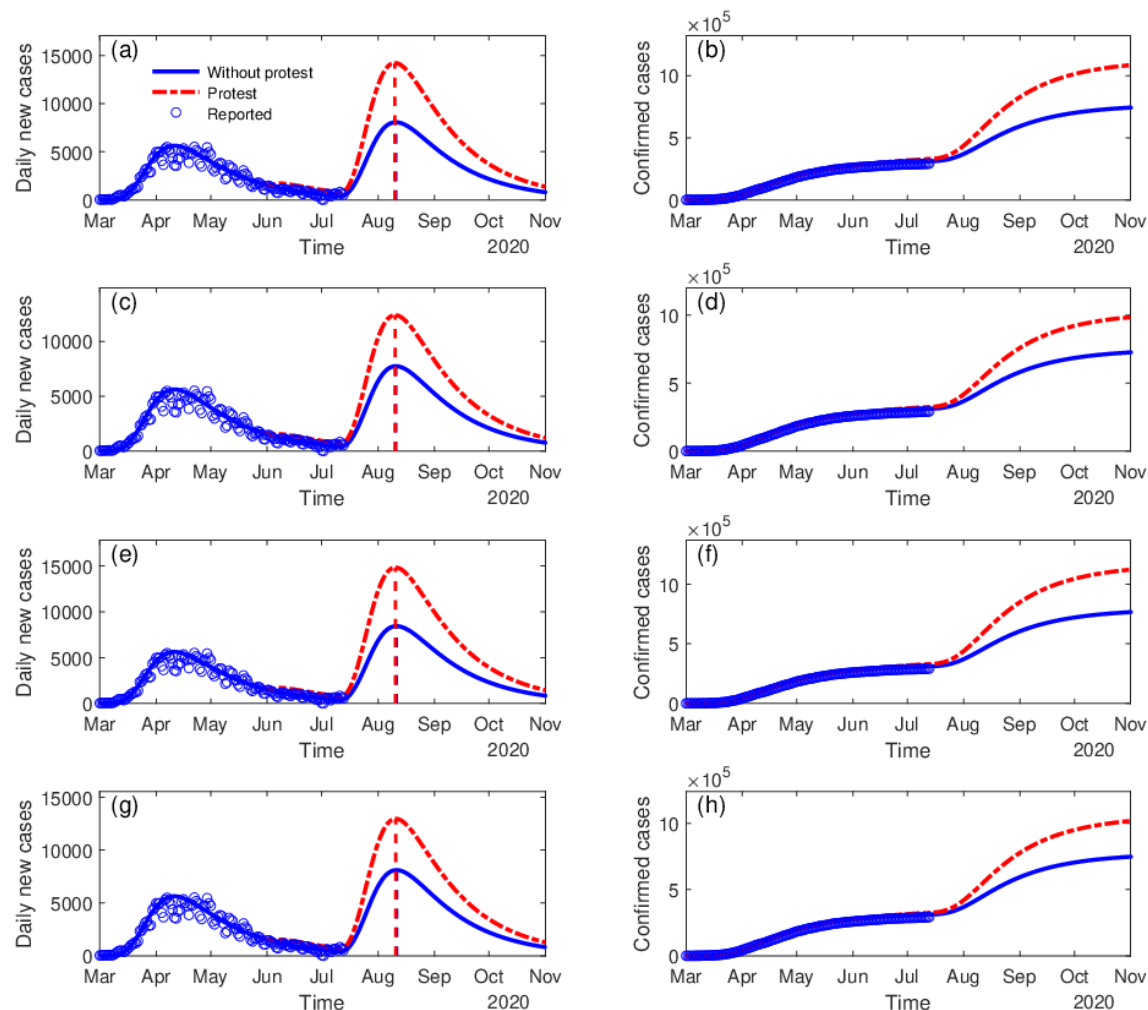 (a)
Without protest
Protest
Reported
Daily new cases
15000
10000
5000
0
Mar Apr May Jun Jul Aug Sep Oct Nov
Time
2020
(b)
×10^5
Confirmed cases
10
5
0
Mar Apr May Jun Jul Aug Sep Oct Nov
Time
2020
(c)
Daily new cases
10000
5000
0
Mar Apr May Jun Jul Aug Sep Oct Nov
Time
2020
(d)
×10^5
Confirmed cases
10
5
0
Mar Apr May Jun Jul Aug Sep Oct Nov
Time
2020
(e)
Daily new cases
15000
10000
5000
0
Mar Apr May Jun Jul Aug Sep Oct Nov
Time
2020
(f)
×10^5
Confirmed cases
10
5
0
Mar Apr May Jun Jul Aug Sep Oct Nov
Time
2020
(g)
Daily new cases
15000
10000
5000
0
Mar Apr May Jun Jul Aug Sep Oct Nov
Time
2020
(h)
×10^5
Confirmed cases
10
5
0
Mar Apr May Jun Jul Aug Sep Oct Nov
Time
2020